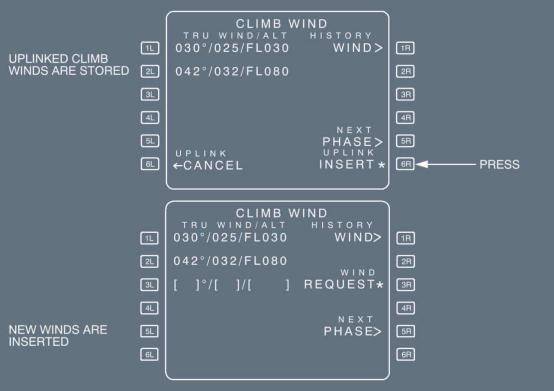 CLIMB WIND
TRU WIND/ALT HISTORY
1L 030°/025/FL030 WIND> 1R
UPLINKED CLIMB
WINDS ARE STORED
2L 042°/032/FL080 2R
3L 3R
4L 4R
NEXT
5L PHASE> 5R
UPLINK UPLINK
6L ←CANCEL INSERT* 6R PRESS
CLIMB WIND
TRU WIND/ALT HISTORY
1L 030°/025/FL030 WIND> 1R
2L 042°/032/FL080 2R
WIND
3L [ ]°/[ ]/[ ] REQUEST* 3R
4L 4R
NEXT
NEW WINDS ARE
INSERTED
5L PHASE> 5R
6L 6R